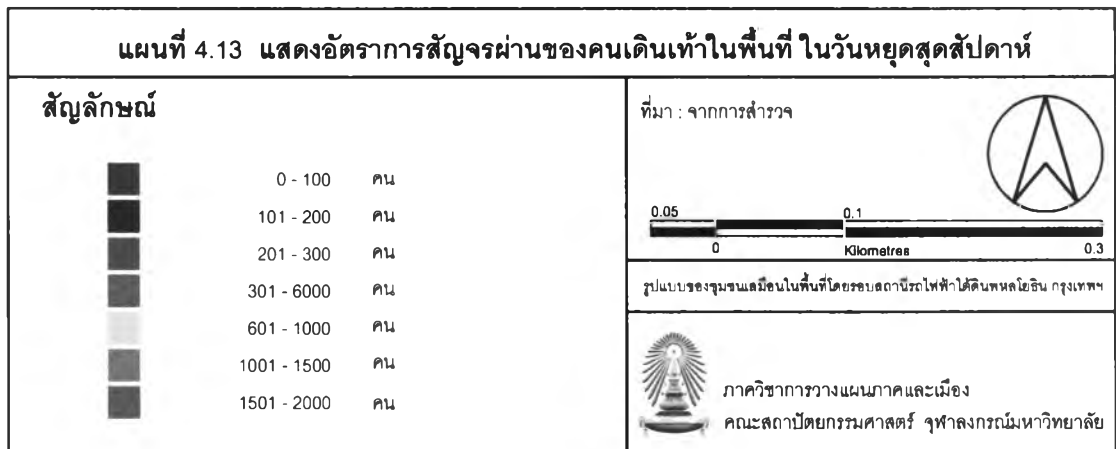 แผนที่ 4.13 แสดงอัตราการสัญจรผ่านของคนเดินเท้าในพื้นที่ ในวันหยุดสุดสัปดาห์
สัญลักษณ์
0 - 100 คน
101 - 200 คน
201 - 300 คน
301 - 6000 คน
601 - 1000 คน
1001 - 1500 คน
1501 - 2000 คน
ที่มา : จากการสำรวจ
0.05 0.1
0 Kilometres 0.3
รูปแบบของชุมชนเสมือนในพื้นที่โดยรอบสถานีรถไฟฟ้าใต้ดินพหลโยธิน กรุงเทพฯ
ภาควิชาการวางแผนภาคและเมือง
คณะสถาปัตยกรรมศาสตร์ จุฬาลงกรณ์มหาวิทยาลัย